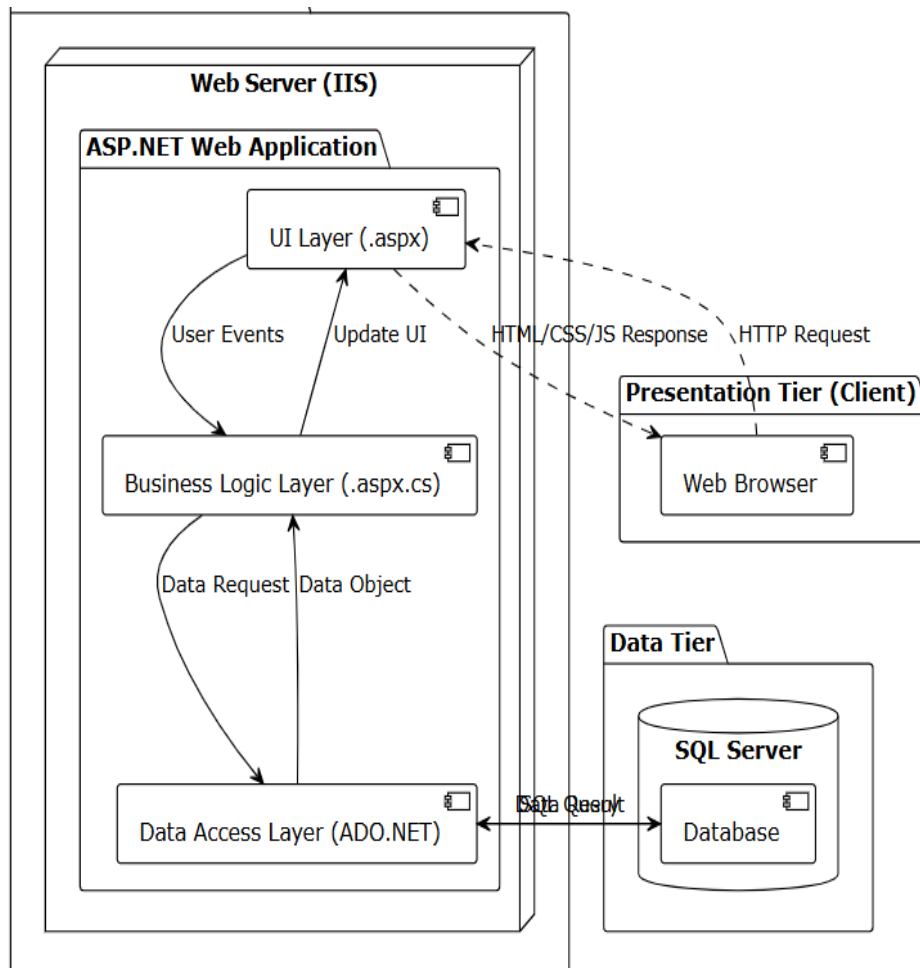 Web Server (IIS)
ASP.NET Web Application
UI Layer (.aspx)
User Events
Update UI
HTML/CSS/JS Response
HTTP Request
Presentation Tier (Client)
Web Browser
Business Logic Layer (.aspx.cs)
Data Request
Data Object
Data Tier
SQL Server
Data Access Layer (ADO.NET)
Database